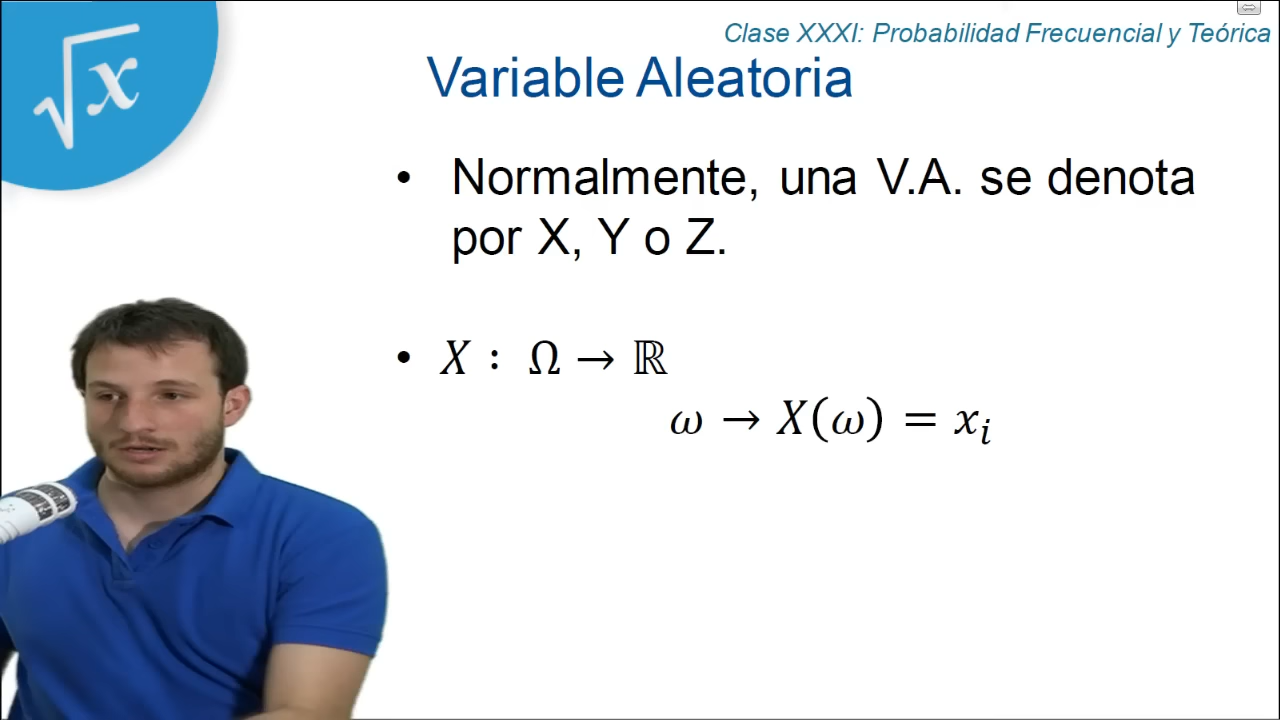 Clase XXXI: Probabilidad Frecuencial y Teórica
√x
Variable Aleatoria
• Normalmente, una V.A. se denota
por X, Y o Z.
• X : Ω → ℝ
ω → X(ω) = xᵢ